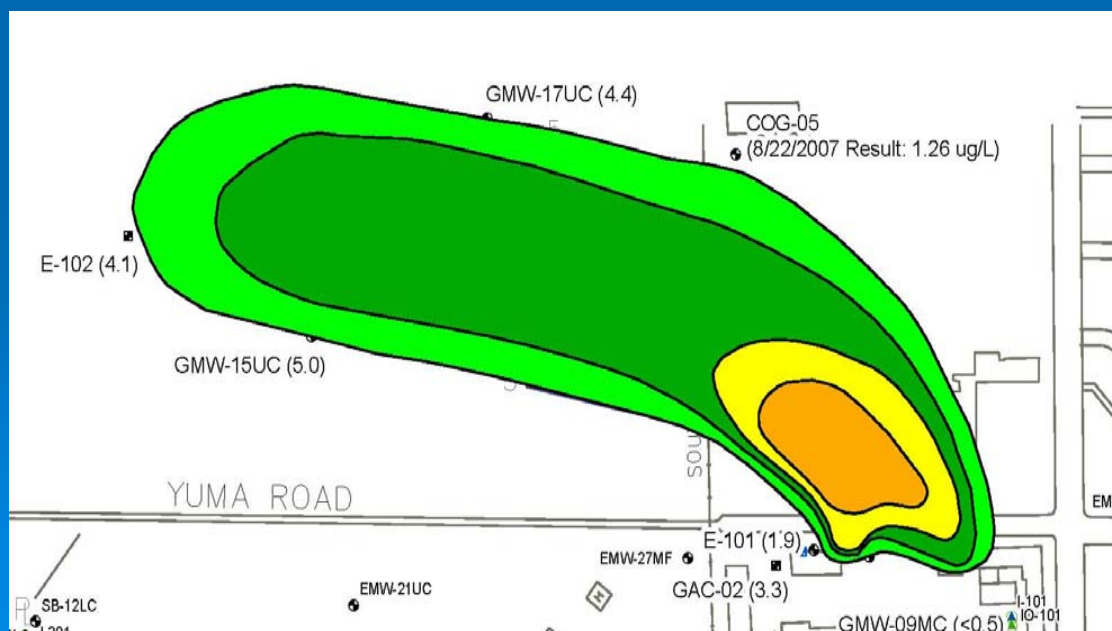 GMW-17UC (4.4)
COG-05
(8/22/2007 Result: 1.26 ug/L)
E-102 (4.1)
GMW-15UC (5.0)
SOU
YUMA ROAD
EM
E-101 (1.9)
EMW-27MF
GAC-02 (3.3)
EMW-21UC
SB-12LC
I-101
IO-101
GMW-09MC (<0.5)